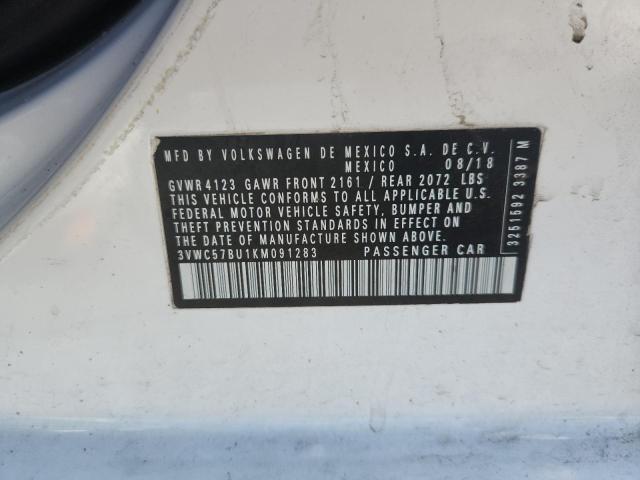 MFD BY VOLKSWAGEN DE MEXICO S.A. DE C.V.
MEXICO 08/18
GVWR 4123 GAWR FRONT 2161 / REAR 2072 LBS
THIS VEHICLE CONFORMS TO ALL APPLICABLE U.S.
FEDERAL MOTOR VEHICLE SAFETY, BUMPER AND
THEFT PREVENTION STANDARDS IN EFFECT ON
THE DATE OF MANUFACTURE SHOWN ABOVE.
3VWC57BU1KM091283 PASSENGER CAR
3251692 3387 M